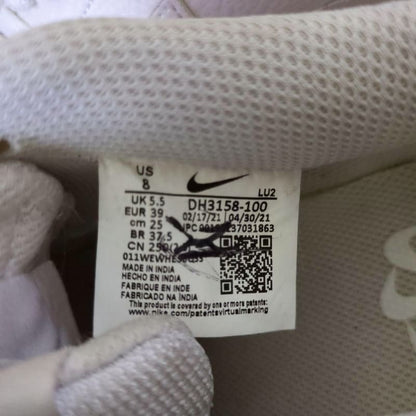 US
8
LU2
UK 5.5 DH3158-100
EUR 39 02/17/21 04/30/21
cm 25
BR 37.5
CN
MADE IN INDIA
HECHO EN INDIA
FABRIQUE EN INDE
FABRICADO NA ÍNDIA
This product is covered by one or more patents:
www.nike.com/patentsvirtualmarking